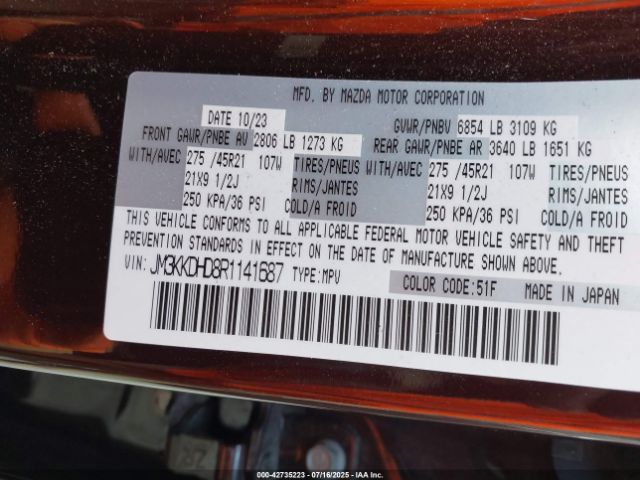 MFD. BY MAZDA MOTOR CORPORATION
DATE 10/23 GVWR/PNBV 6854 LB 3109 KG
FRONT GAWR/PNBE AV 2806 LB 1273 KG REAR GAWR/PNBE AR 3640 LB 1651 KG
WITH/AVEC 275 /45R21 107W TIRES/PNEUS WITH/AVEC 275 /45R21 107W TIRES/PNEUS
21X9 1/2J RIMS/JANTES 21X9 1/2J RIMS/JANTES
250 KPA/36 PSI COLD/A FROID 250 KPA/36 PSI COLD/A FROID
THIS VEHICLE CONFORMS TO ALL APPLICABLE FEDERAL MOTOR VEHICLE SAFETY AND THEFT
PREVENTION STANDARDS IN EFFECT ON THE DATE OF MANUFACTURE SHOWN ABOVE.
VIN: JM3KKDHD8R1141687 TYPE:MPV COLOR CODE:51F MADE IN JAPAN
000-42735223 - 07/16/2025 - IAA Inc.